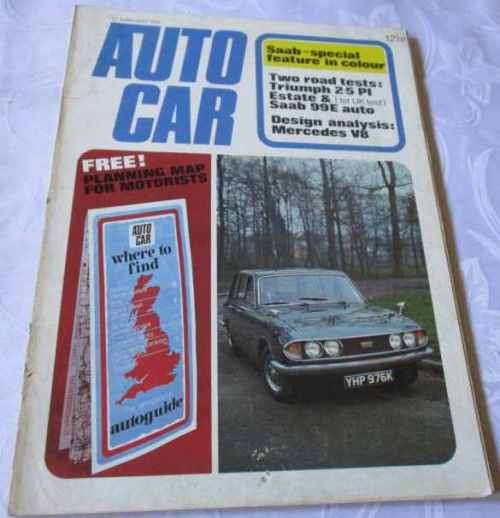 AUTO
CAR
12½p
Saab-special
feature in colour
Two road tests:
Triumph 2·5 PI
Estate & (1st UK test)
Saab 99E auto
Design analysis:
Mercedes V8
FREE!
PLANNING MAP
FOR MOTORISTS
AUTO
CAR
where to
find
autoguide
YHP 976K